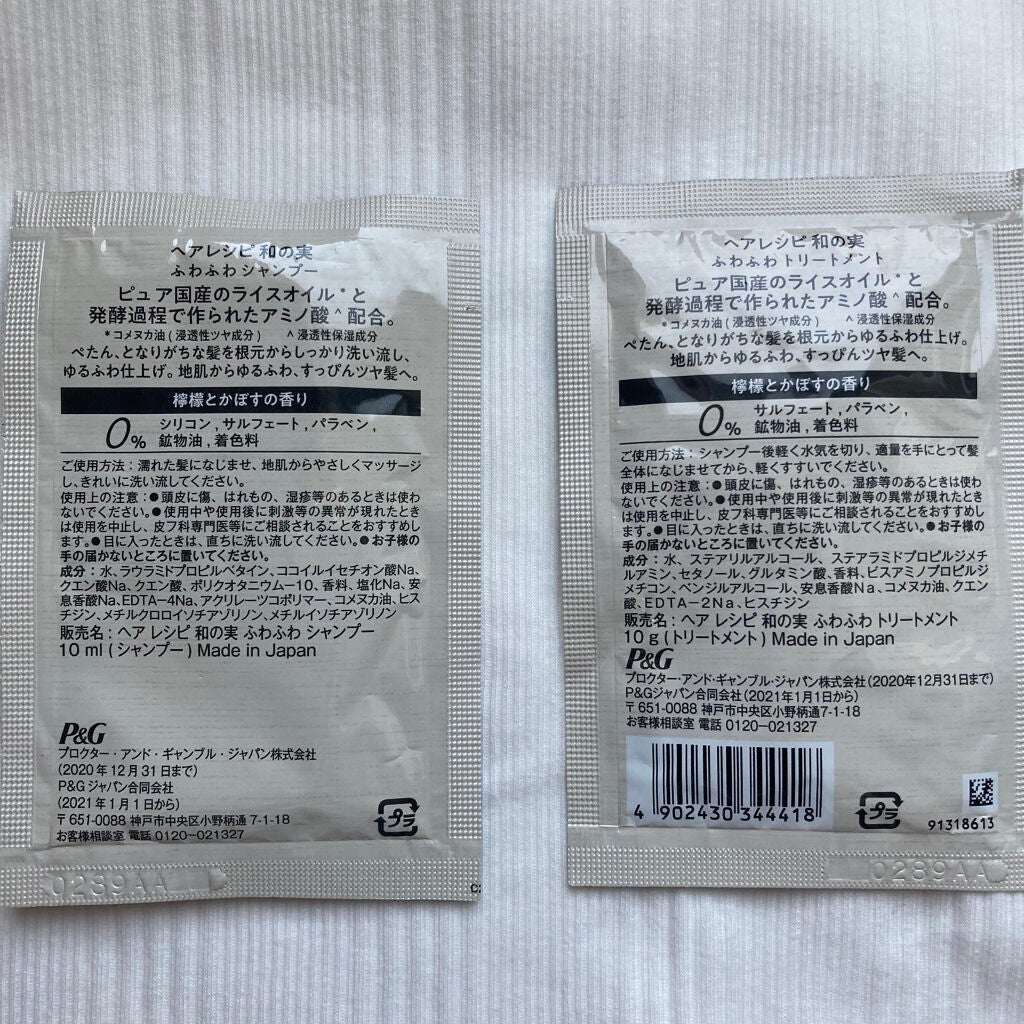 ヘアレシピ 和の実
ふわふわ シャンプー
ピュア国産のライスオイル*と
発酵過程で作られたアミノ酸^配合。
*コメヌカ油(浸透性ツヤ成分) ^浸透性保湿成分
ぺたん、となりがちな髪を根元からしっかり洗い流し、
ゆるふわ仕上げ。地肌からゆるふわ、すっぴんツヤ髪へ。
檸檬とかぼすの香り
0% シリコン, サルフェート, パラベン,
鉱物油, 着色料
ご使用方法:濡れた髪になじませ、地肌からやさしくマッサージ
し、きれいに洗い流してください。
使用上の注意:●頭皮に傷、はれもの、湿疹等のあるときは使わ
ないでください。●使用中や使用後に刺激等の異常が現れたとき
は使用を中止し、皮フ科専門医等にご相談されることをおすすめし
ます。●目に入ったときは、直ちに洗い流してください。●お子様の
手の届かないところに置いてください。
成分:水、ラウラミドプロピルベタイン、ココイルイセチオン酸Na、
クエン酸Na、クエン酸、ポリクオタニウム−10、香料、塩化Na、安
息香酸Na、EDTA−4Na、アクリレーツコポリマー、コメヌカ油、ヒス
チジン、メチルクロロイソチアゾリノン、メチルイソチアゾリノン
販売名:ヘア レシピ 和の実 ふわふわ シャンプー
10 ml (シャンプー) Made in Japan
P&G
プロクター・アンド・ギャンブル・ジャパン株式会社
(2020年12月31日まで)
P&Gジャパン合同会社
(2021年1月1日から)
〒651-0088 神戸市中央区小野柄通 7-1-18
お客様相談室 電話 0120-021327
プラ
0289AA
ヘアレシピ 和の実
ふわふわ トリートメント
ピュア国産のライスオイル*と
発酵過程で作られたアミノ酸^配合。
*コメヌカ油(浸透性ツヤ成分) ^浸透性保湿成分
ぺたん、となりがちな髪を根元からふんわり仕上げ。
地肌からゆるふわ、すっぴんツヤ髪へ。
檸檬とかぼすの香り
0% サルフェート, パラベン,
鉱物油, 着色料
ご使用方法:シャンプー後軽く水気を切り、適量を手にとって髪
全体になじませてから、軽くすすいでください。
使用上の注意:●頭皮に傷、はれもの、湿疹等のあるときは使わ
ないでください。●使用中や使用後に刺激等の異常が現れたとき
は使用を中止し、皮フ科専門医等にご相談されることをおすすめし
ます。●目に入ったときは、直ちに洗い流してください。●お子様の
手の届かないところに置いてください。
成分:水、ステアリルアルコール、ステアラミドプロピルジメチ
ルアミン、セタノール、グルタミン酸、香料、ビスアミノプロピルジ
メチコン、ベンジルアルコール、安息香酸Na、コメヌカ油、クエン
酸、EDTA−2Na、ヒスチジン
販売名:ヘア レシピ 和の実 ふわふわ トリートメント
10 g (トリートメント) Made in Japan
P&G
プロクター・アンド・ギャンブル・ジャパン株式会社(2020年12月31日まで)
P&Gジャパン合同会社(2021年1月1日から)
〒651-0088 神戸市中央区小野柄通7-1-18
お客様相談室 電話 0120-021327
4 902430 344418
プラ
91318613
0289AA